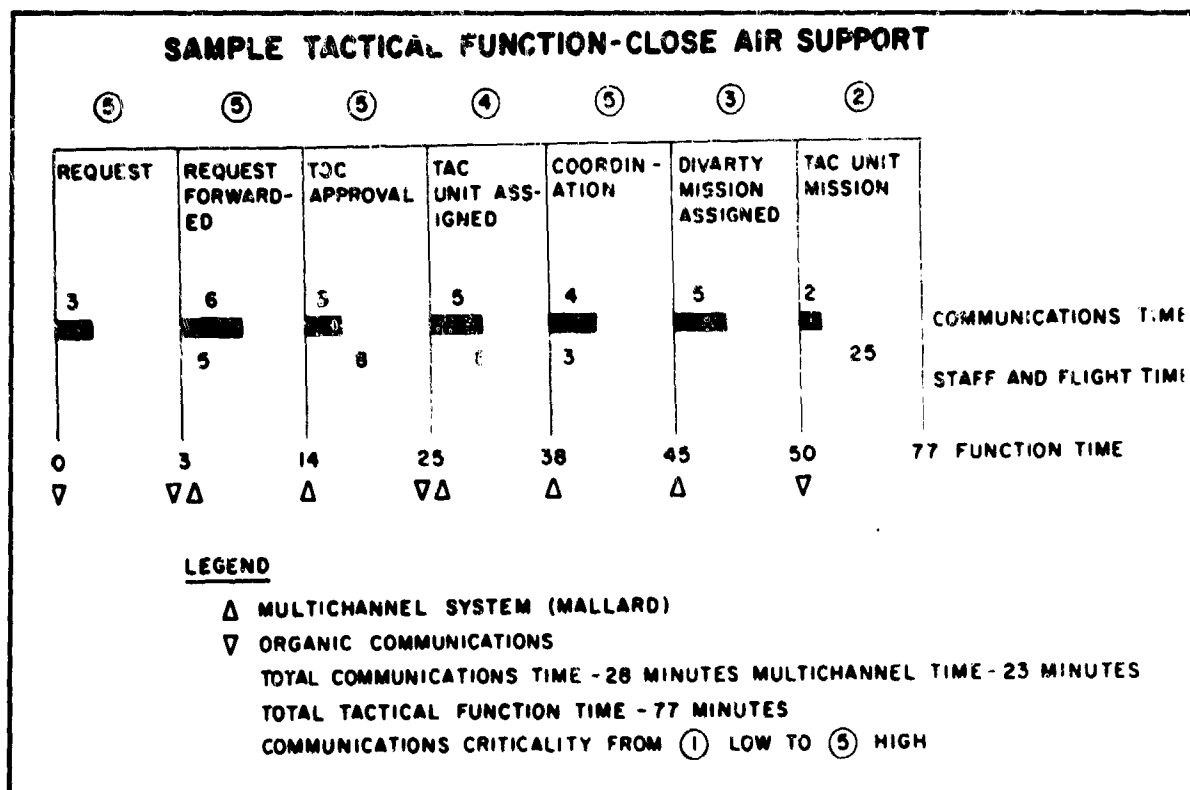 SAMPLE TACTICAL FUNCTION-CLOSE AIR SUPPORT
5 5 5 4 5 3 2
REQUEST
REQUEST
FORWARD-
ED
TOC
APPROVAL
TAC
UNIT ASS-
IGNED
COORDIN-
ATION
DIVARTY
MISSION
ASSIGNED
TAC UNIT
MISSION
3 6 5 4 5 2
COMMUNICATIONS TIME
5 8 3 25
STAFF AND FLIGHT TIME
0 3 14 25 38 45 50 77 FUNCTION TIME
∇ ∇ Δ Δ ∇ Δ Δ Δ ∇
LEGEND
Δ MULTICHANNEL SYSTEM (MALLARD)
∇ ORGANIC COMMUNICATIONS
TOTAL COMMUNICATIONS TIME - 28 MINUTES MULTICHANNEL TIME - 23 MINUTES
TOTAL TACTICAL FUNCTION TIME - 77 MINUTES
COMMUNICATIONS CRITICALITY FROM 1 LOW TO 5 HIGH